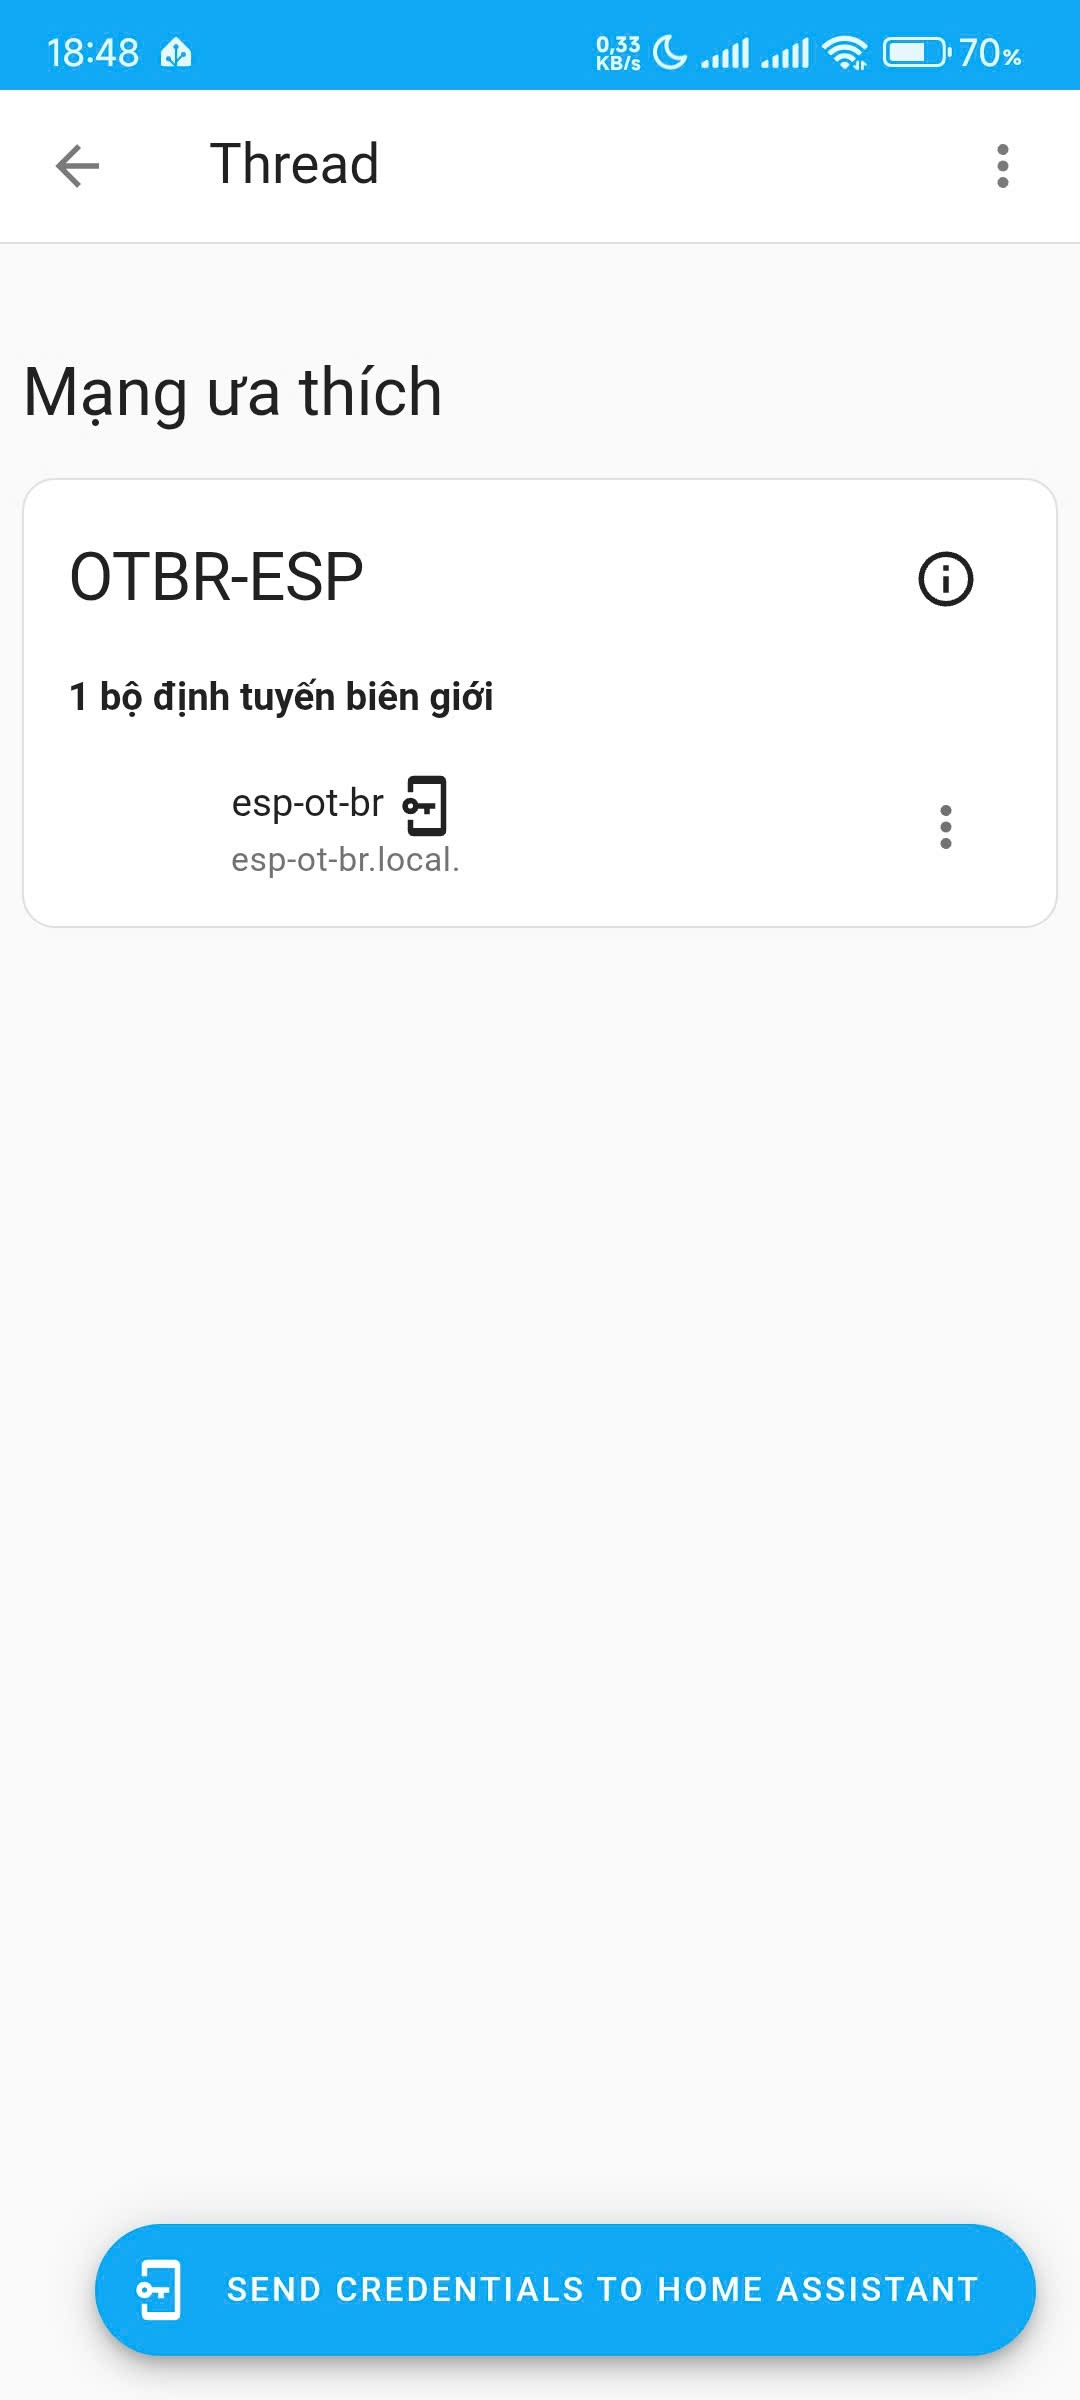 18:48 0,33 KB/s 70%
Thread
Mạng ưa thích
OTBR-ESP
1 bộ định tuyến biên giới
esp-ot-br
esp-ot-br.local.
SEND CREDENTIALS TO HOME ASSISTANT